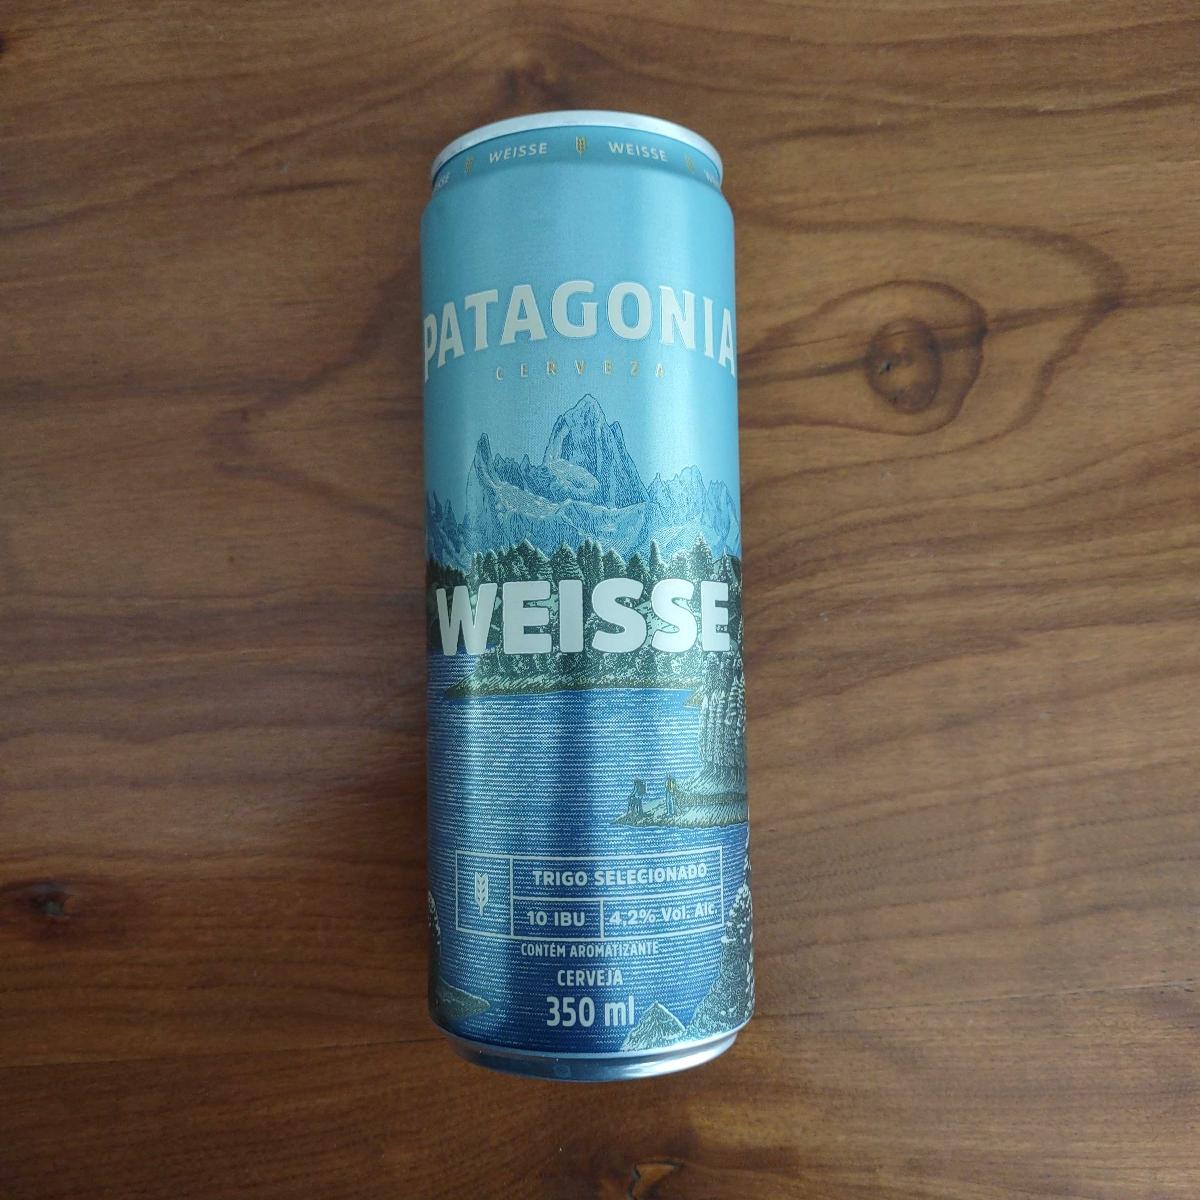 WEISSE WEISSE
PATAGONIA
CERVEZA
WEISSE
TRIGO SELECIONADO
10 IBU 4,2% Vol. Alc.
CONTÉM AROMATIZANTE
CERVEJA
350 ml